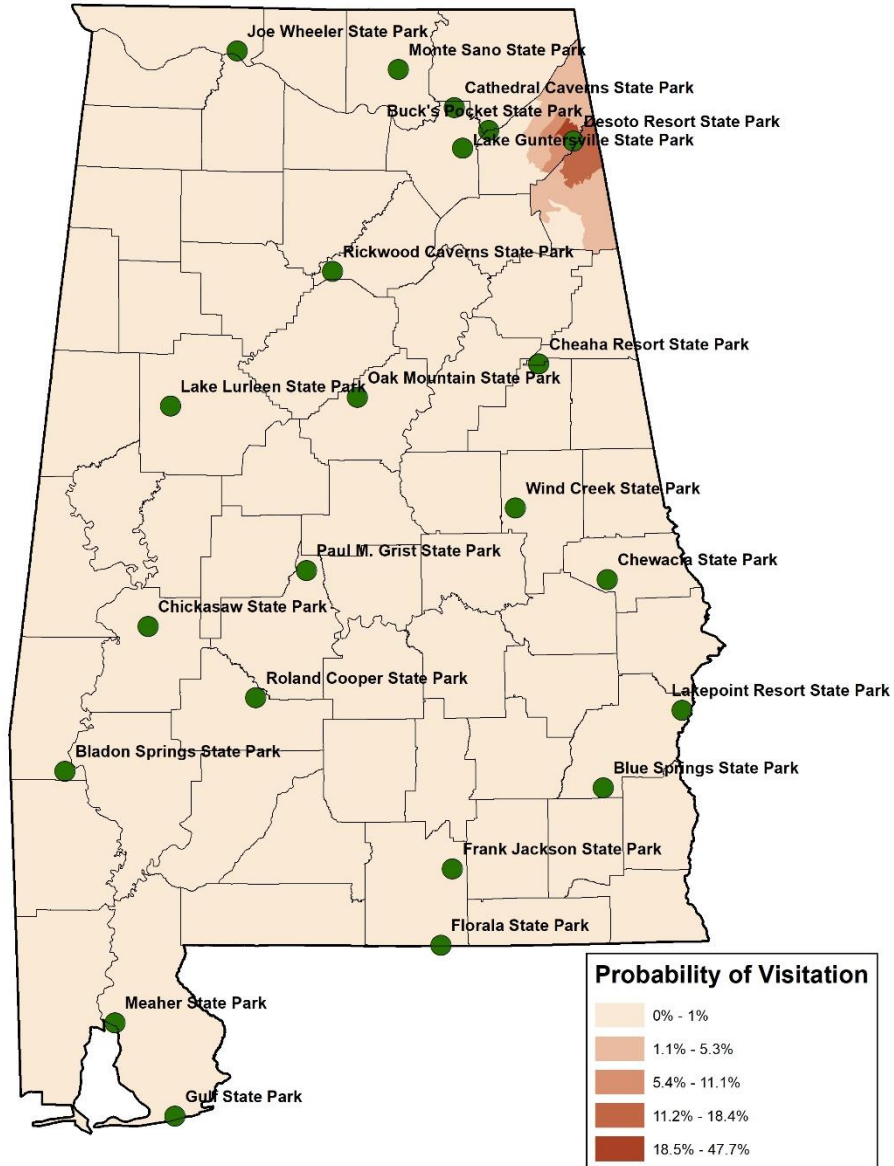 Joe Wheeler State Park
Monte Sano State Park
Cathedral Caverns State Park
Buck's Pocket State Park
Desoto Resort State Park
Lake Guntersville State Park
Rickwood Caverns State Park
Cheaha Resort State Park
Lake Lurleen State Park
Oak Mountain State Park
Wind Creek State Park
Paul M. Grist State Park
Chewacla State Park
Chickasaw State Park
Roland Cooper State Park
Lakepoint Resort State Park
Bladon Springs State Park
Blue Springs State Park
Frank Jackson State Park
Florala State Park
Meaher State Park
Gulf State Park
Probability of Visitation
0% - 1%
1.1% - 5.3%
5.4% - 11.1%
11.2% - 18.4%
18.5% - 47.7%